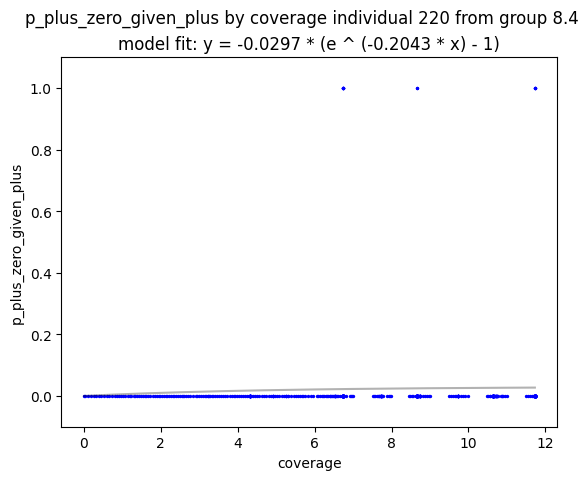 p_plus_zero_given_plus by coverage individual 220 from group 8.4
model fit: y = -0.0297 * (e ^ (-0.2043 * x) - 1)
1.0
0.8
0.6
0.4
0.2
0.0
p_plus_zero_given_plus
0 2 4 6 8 10 12
coverage